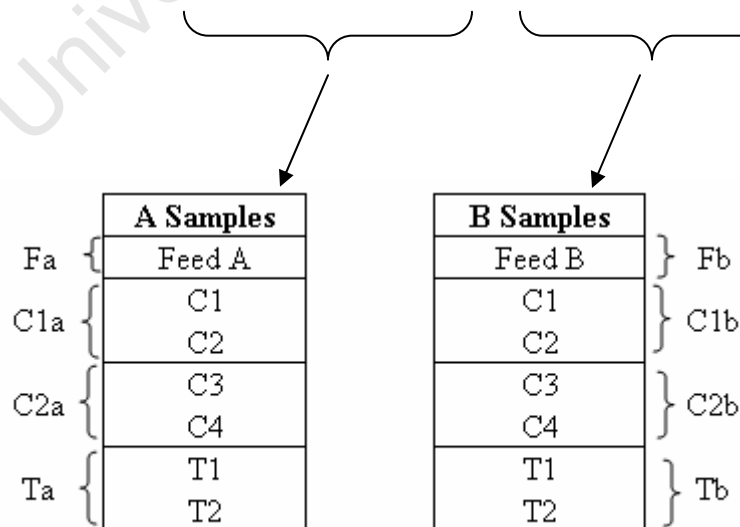 Unive
A Samples B Samples
Fa Feed A Feed B Fb
C1 C1
C1a C1b
C2 C2
C3 C3
C2a C2b
C4 C4
T1 T1
Ta Tb
T2 T2